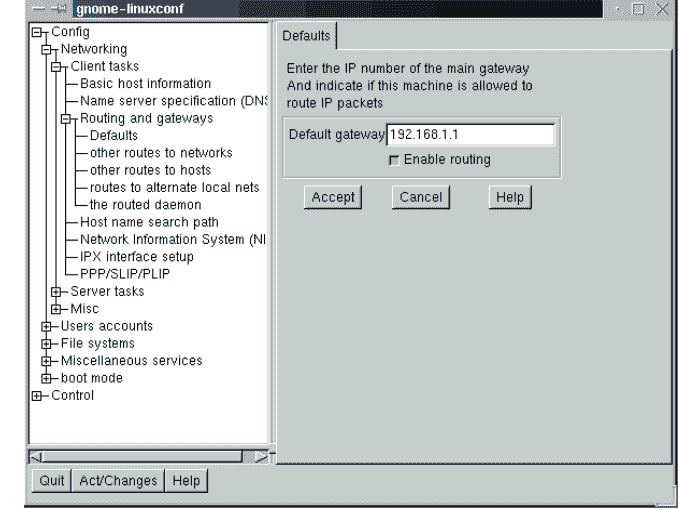 gnome-linuxconf
Config
Networking
Client tasks
Basic host information
Name server specification (DNS
Routing and gateways
Defaults
other routes to networks
other routes to hosts
routes to alternate local nets
the routed daemon
Host name search path
Network Information System (NI
IPX interface setup
PPP/SLIP/PLIP
Server tasks
Misc
Users accounts
File systems
Miscellaneous services
boot mode
Control
Defaults
Enter the IP number of the main gateway
And indicate if this machine is allowed to
route IP packets
Default gateway 192.168.1.1
Enable routing
Accept Cancel Help
Quit Act/Changes Help